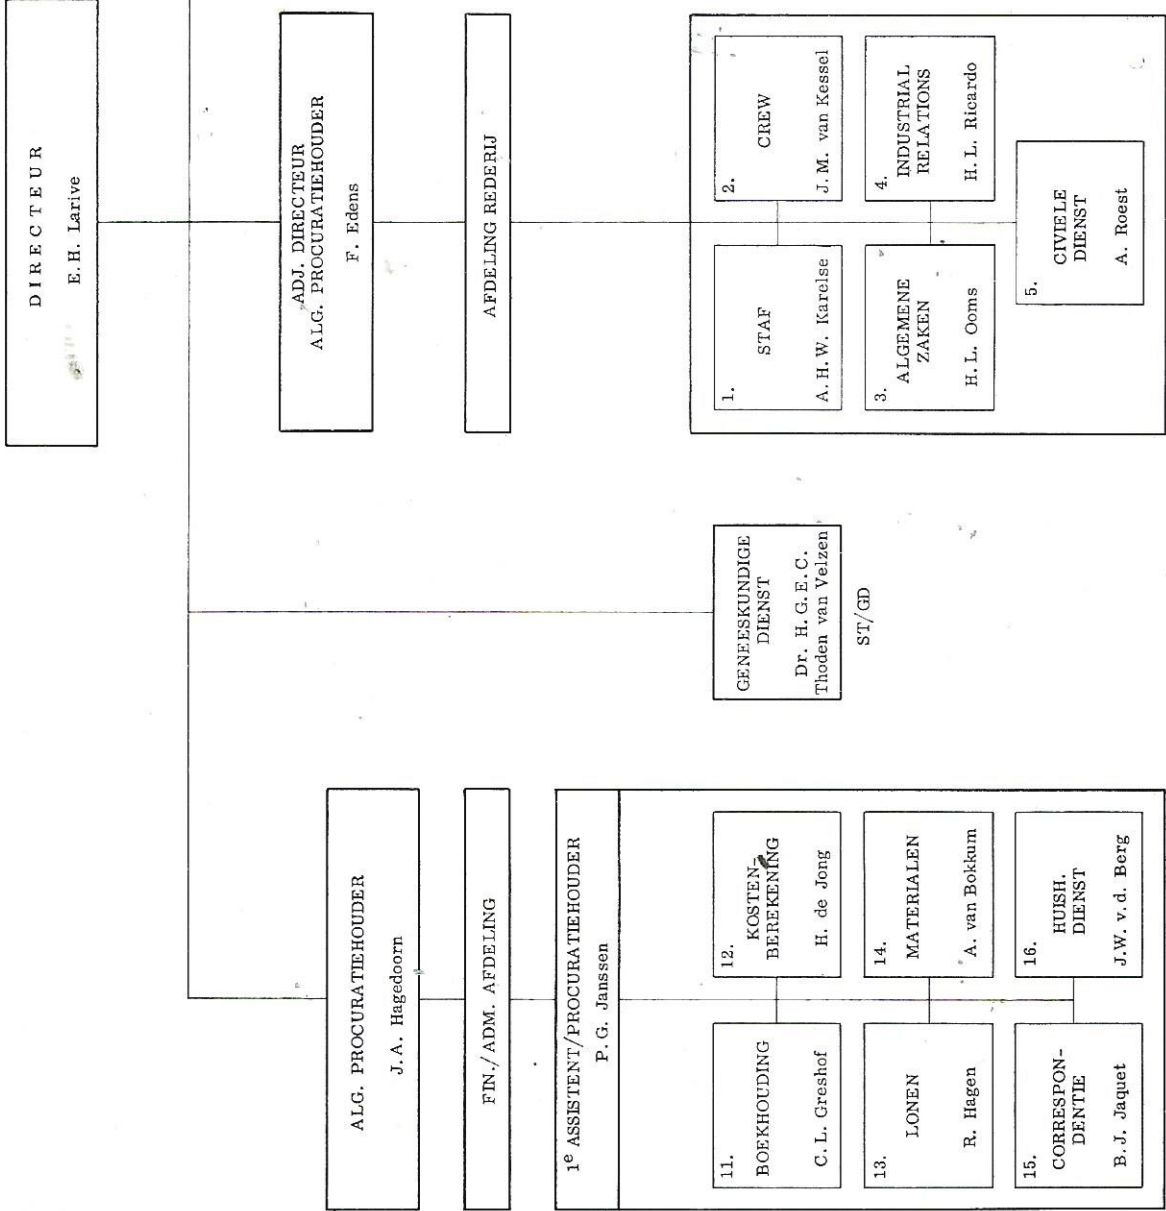 DIRECTEUR
E.H. Larive
ADJ. DIRECTEUR
ALG. PROCURATIEHOUDER
F. Edens
AFDELING REDERIJ
1.
STAF
A.H.W. Karelse
2.
CREW
J.M. van Kessel
3.
ALGEMENE
ZAKEN
H.L. Ooms
4.
INDUSTRIAL
RELATIONS
H.L. Ricardo
5.
CIVIELE
DIENST
A. Roest
GENEESKUNDIGE
DIENST
Dr. H.G.E.C.
Thoden van Velzen
ST/GD
ALG. PROCURATIEHOUDER
J.A. Hagedoorn
FIN./ADM. AFDELING
1e ASSISTENT/PROCURATIEHOUDER
P.G. Janssen
11.
BOEKHOUDING
C.L. Greshof
12.
KOSTEN-
BEREKENING
H. de Jong
13.
LONEN
R. Hagen
14.
MATERIALEN
A. van Bokkum
15.
CORRESPON-
DENTIE
B.J. Jaquet
16.
HUISH.
DIENST
J.W. v.d. Berg